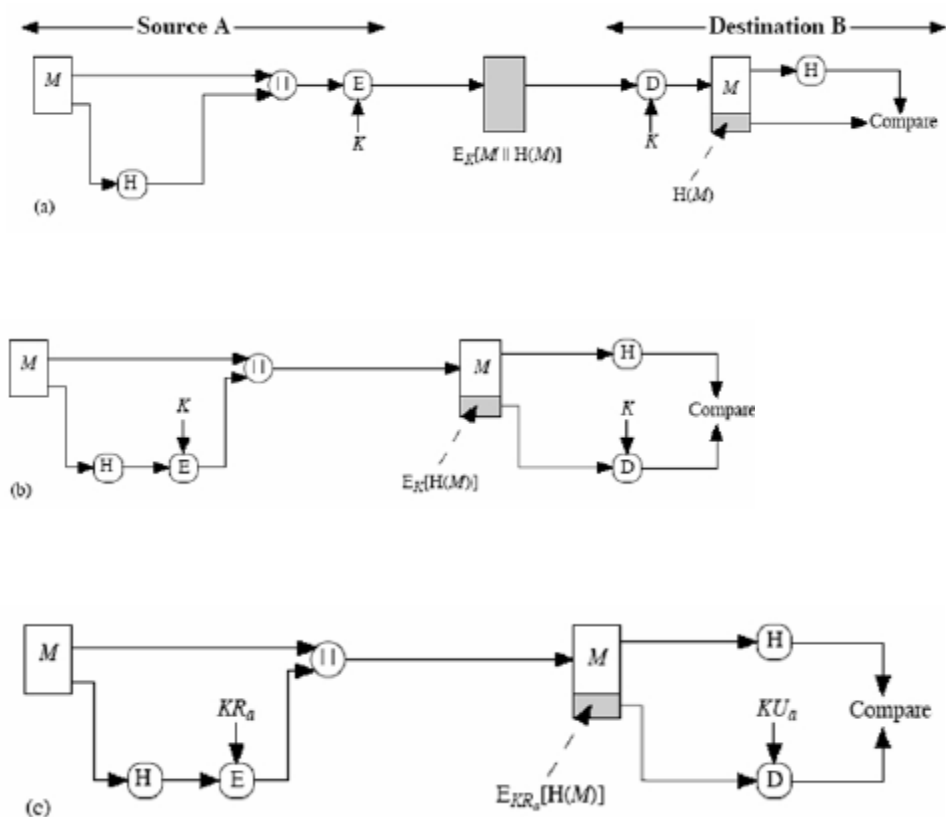 Source A
Destination B
M
||
E
D
M
H
K
E_K[M || H(M)]
K
Compare
H
H(M)
(a)
M
||
M
H
K
K
Compare
H
E
D
E_K[H(M)]
(b)
M
||
M
H
KR_a
KU_a
Compare
H
E
D
E_KR_a[H(M)]
(c)